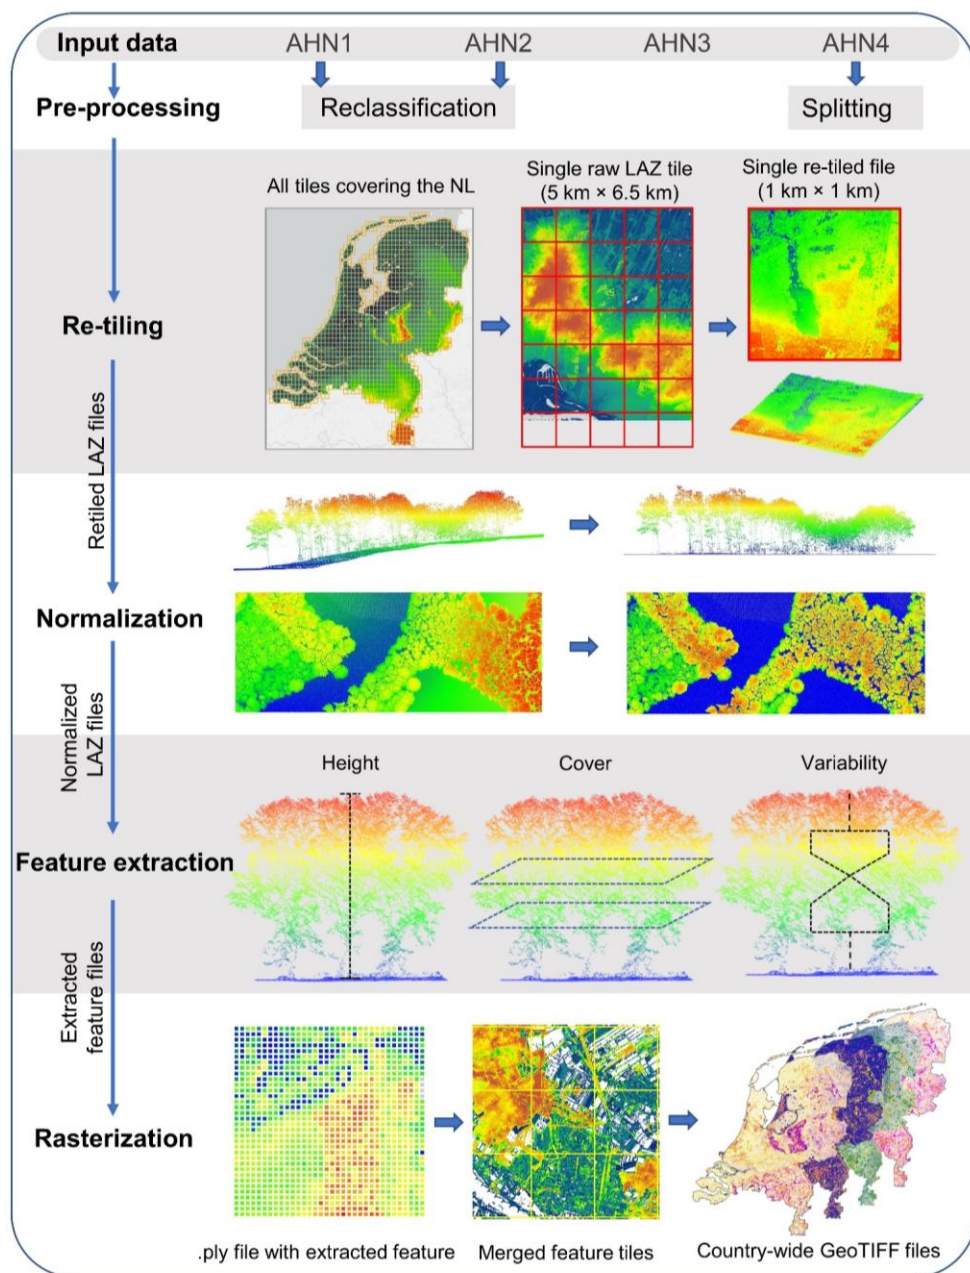 Input data
AHN1
AHN2
AHN3
AHN4
Pre-processing
Reclassification
Splitting
All tiles covering the NL
Single raw LAZ tile
(5 km × 6.5 km)
Single re-tiled file
(1 km × 1 km)
Re-tiling
Retiled LAZ files
Normalization
Normalized
LAZ files
Height
Cover
Variability
Feature extraction
Extracted
feature files
Rasterization
.ply file with extracted feature
Merged feature tiles
Country-wide GeoTIFF files